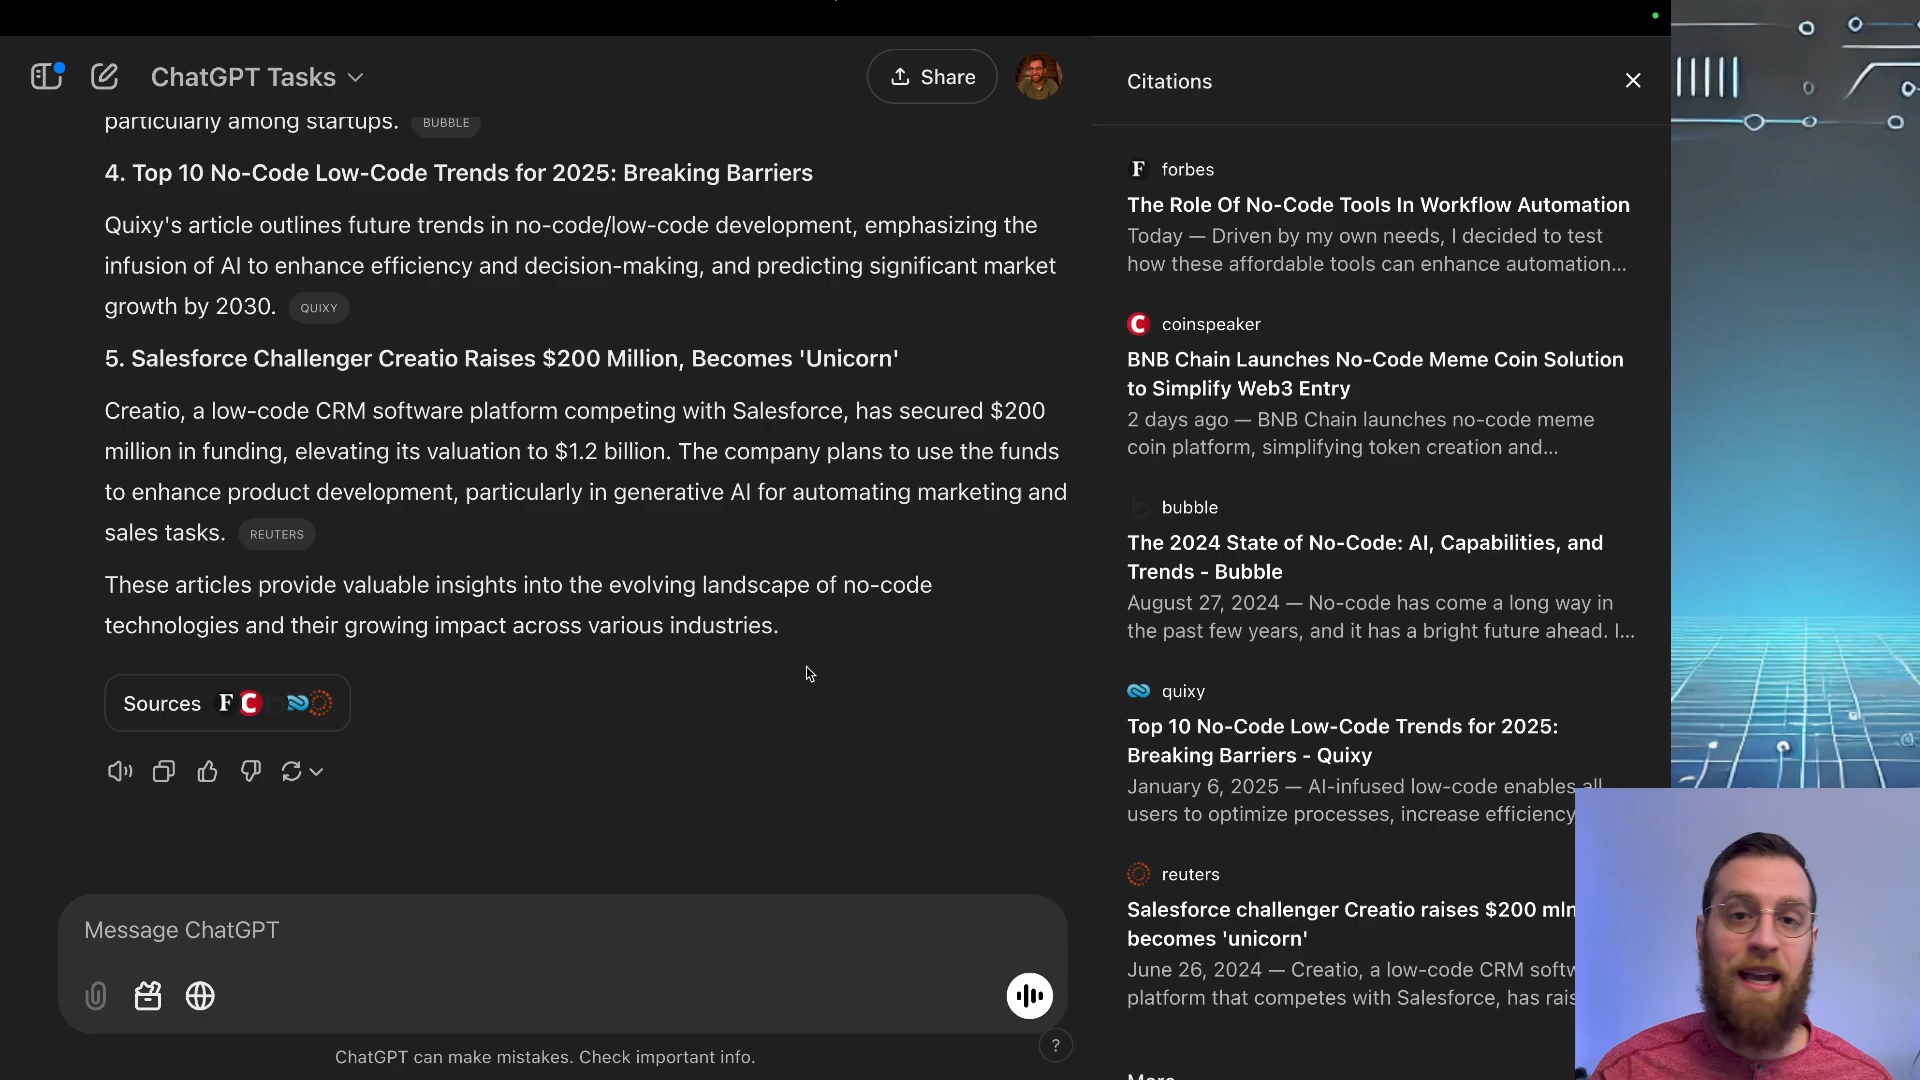 ChatGPT Tasks
Share
particularly among startups. BUBBLE
4. Top 10 No-Code Low-Code Trends for 2025: Breaking Barriers
Quixy's article outlines future trends in no-code/low-code development, emphasizing the
infusion of AI to enhance efficiency and decision-making, and predicting significant market
growth by 2030. QUIXY
5. Salesforce Challenger Creatio Raises $200 Million, Becomes 'Unicorn'
Creatio, a low-code CRM software platform competing with Salesforce, has secured $200
million in funding, elevating its valuation to $1.2 billion. The company plans to use the funds
to enhance product development, particularly in generative AI for automating marketing and
sales tasks. REUTERS
These articles provide valuable insights into the evolving landscape of no-code
technologies and their growing impact across various industries.
Sources
Message ChatGPT
ChatGPT can make mistakes. Check important info.
?
Citations
forbes
The Role Of No-Code Tools In Workflow Automation
Today — Driven by my own needs, I decided to test
how these affordable tools can enhance automation...
coinspeaker
BNB Chain Launches No-Code Meme Coin Solution
to Simplify Web3 Entry
2 days ago — BNB Chain launches no-code meme
coin platform, simplifying token creation and...
bubble
The 2024 State of No-Code: AI, Capabilities, and
Trends - Bubble
August 27, 2024 — No-code has come a long way in
the past few years, and it has a bright future ahead. I...
quixy
Top 10 No-Code Low-Code Trends for 2025:
Breaking Barriers - Quixy
January 6, 2025 — AI-infused low-code enables all
users to optimize processes, increase efficiency
reuters
Salesforce challenger Creatio raises $200 mln
becomes 'unicorn'
June 26, 2024 — Creatio, a low-code CRM softw
platform that competes with Salesforce, has rais